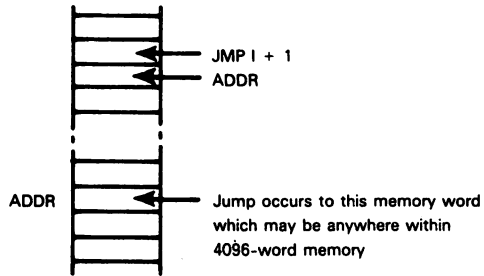 JMP I + 1
ADDR
ADDR
Jump occurs to this memory word
which may be anywhere within
4096-word memory